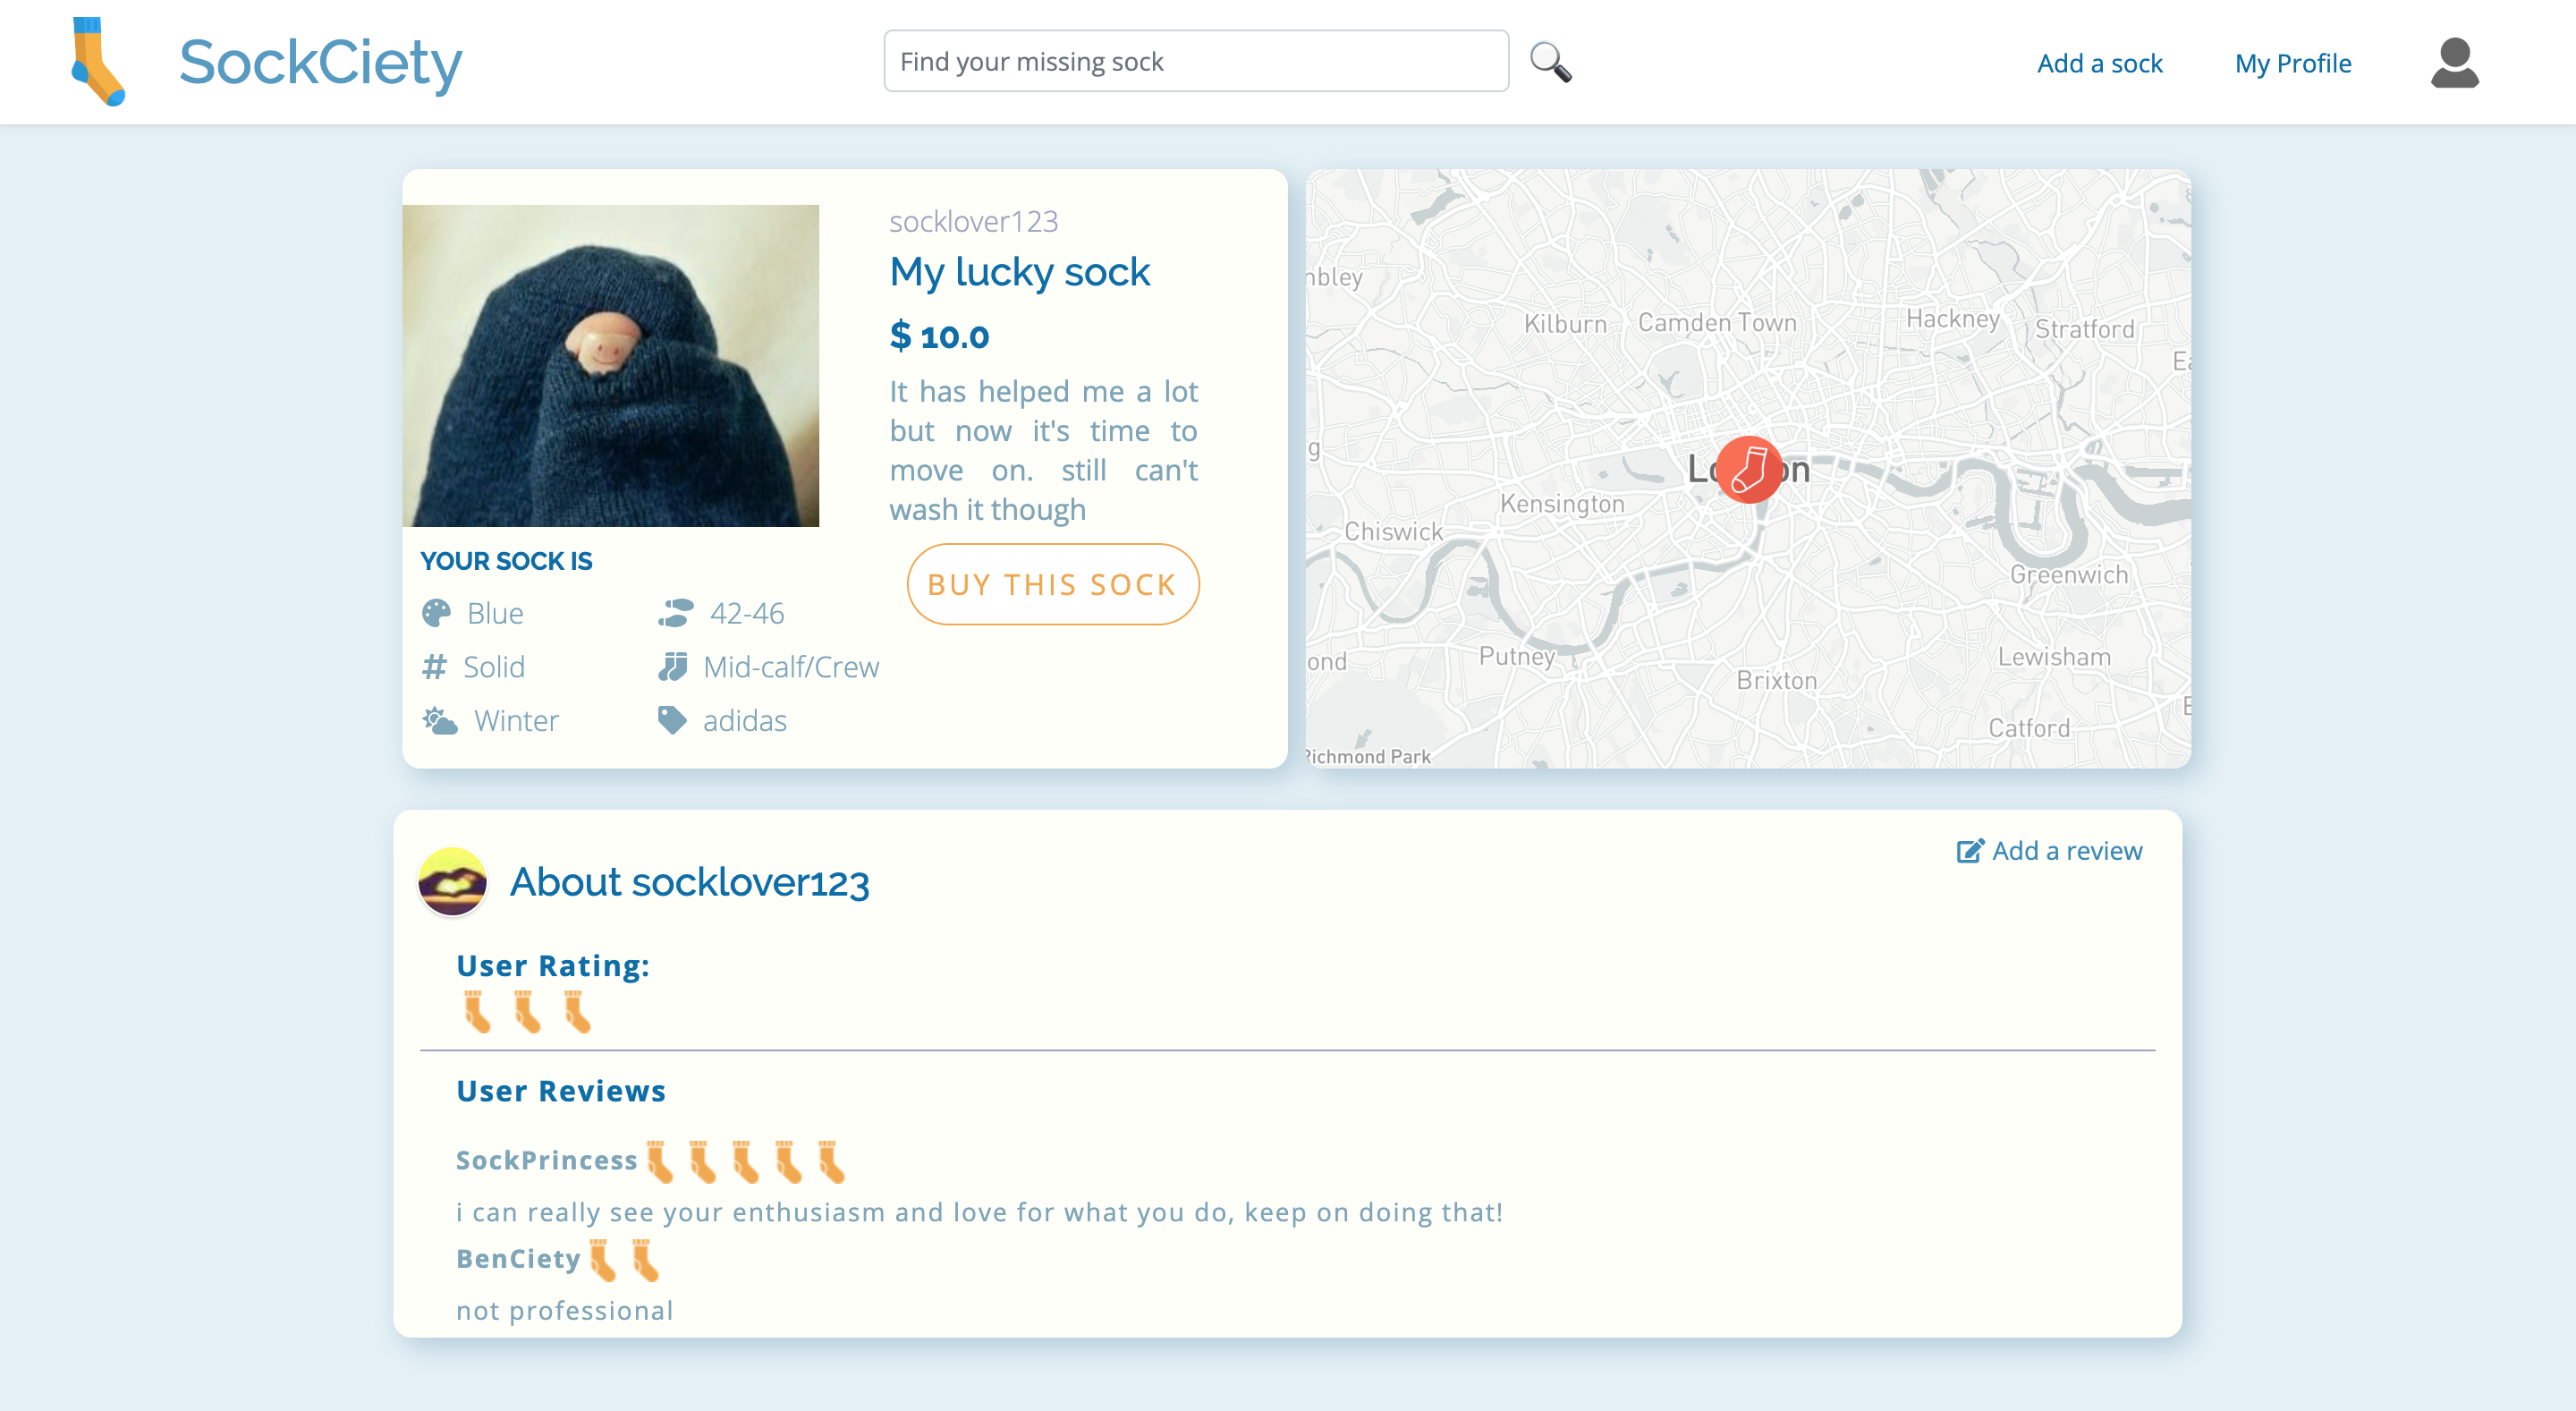 SockCiety
Find your missing sock
Add a sock
My Profile
socklover123
My lucky sock
$ 10.0
It has helped me a lot
but now it's time to
move on. still can't
wash it though
BUY THIS SOCK
YOUR SOCK IS
Blue
42-46
# Solid
Mid-calf/Crew
Winter
adidas
nbley
Kilburn
Camden Town
Hackney
Stratford
Ea
g
Lo on
Kensington
Chiswick
Greenwich
ond
Putney
Lewisham
Brixton
Catford
Richmond Park
Add a review
About socklover123
User Rating:
User Reviews
SockPrincess
i can really see your enthusiasm and love for what you do, keep on doing that!
BenCiety
not professional